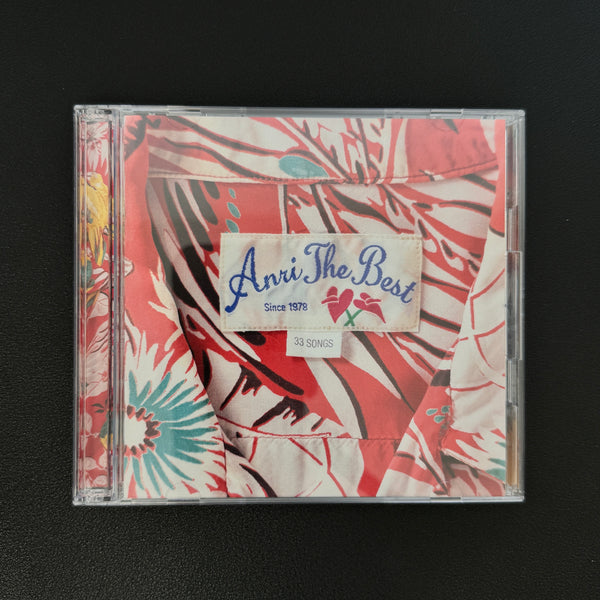 Anri The Best
Since 1978
33 SONGS